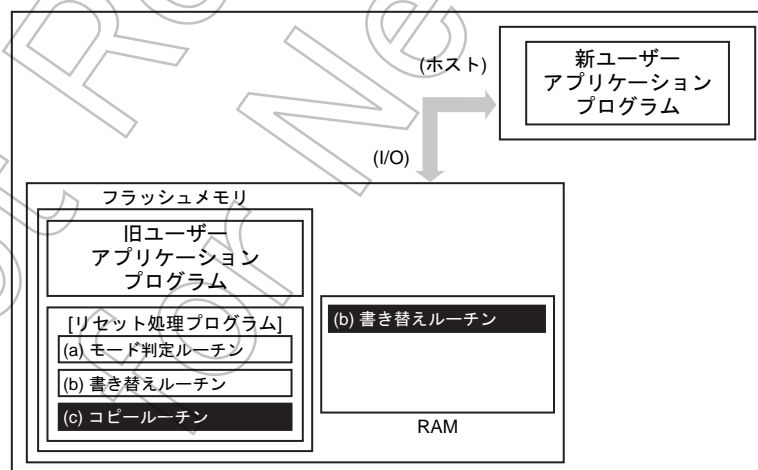 (ホスト)
新ユーザー
アプリケーション
プログラム
(I/O)
フラッシュメモリ
旧ユーザー
アプリケーション
プログラム
[リセット処理プログラム]
(a) モード判定ルーチン
(b) 書き替えルーチン
(c) コピールーチン
(b) 書き替えルーチン
RAM